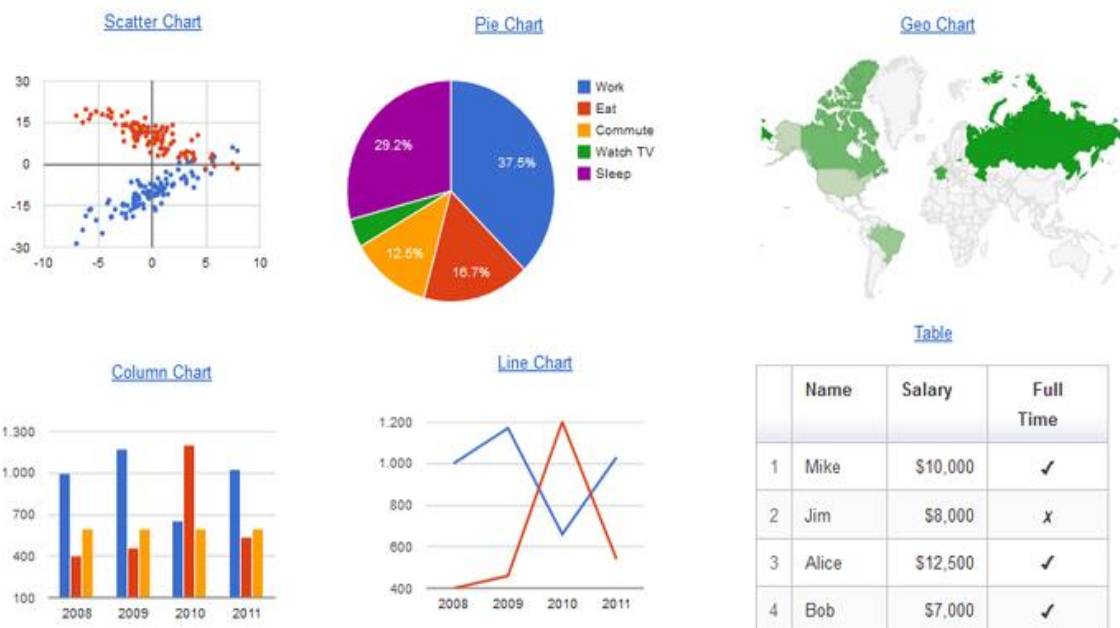 Scatter Chart
30
15
0
-15
-30
-10 -5 0 5 10
Pie Chart
37.5%
16.7%
12.5%
29.2%
Work
Eat
Commute
Watch TV
Sleep
Geo Chart
Column Chart
1.300
1.000
700
400
100
2008 2009 2010 2011
Line Chart
1.200
1.000
800
600
400
2008 2009 2010 2011
Table
Name Salary Full Time
1 Mike $10,000 ✓
2 Jim $8,000 ✗
3 Alice $12,500 ✓
4 Bob $7,000 ✓